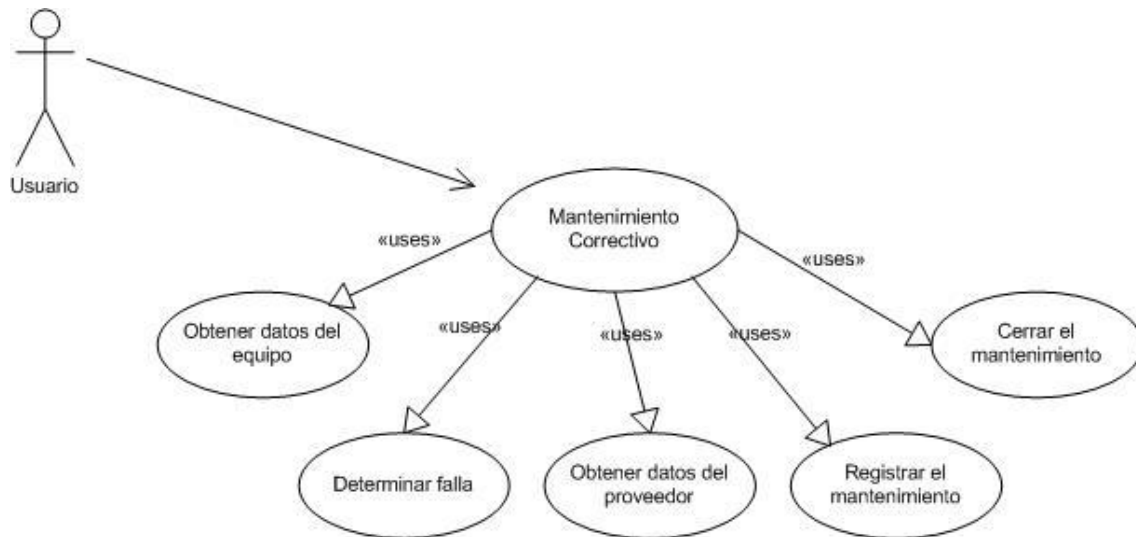 Usuario
Mantenimiento
Correctivo
«uses»
«uses»
«uses»
«uses»
«uses»
Obtener datos del
equipo
Cerrar el
mantenimiento
Determinar falla
Obtener datos del
proveedor
Registrar el
mantenimiento